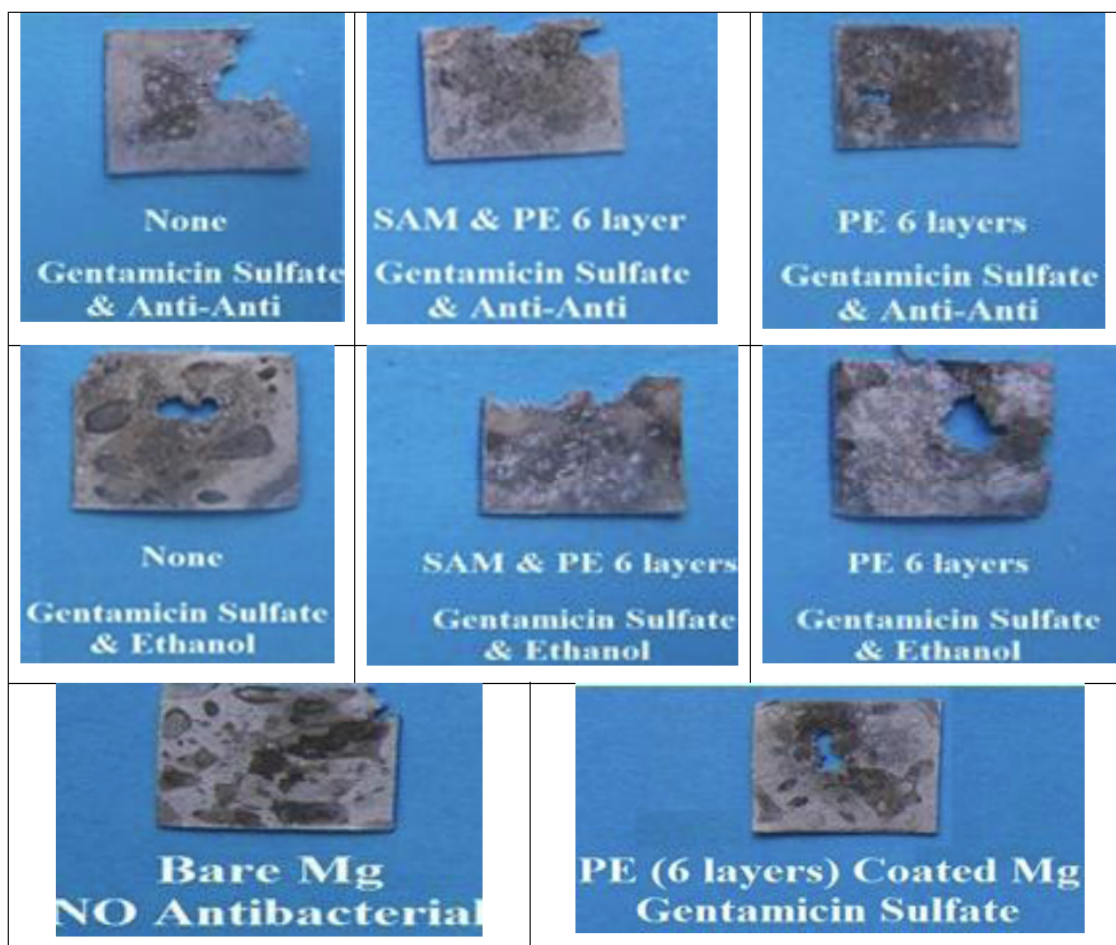 None
Gentamicin Sulfate
& Anti-Anti
SAM & PE 6 layer
Gentamicin Sulfate
& Anti-Anti
PE 6 layers
Gentamicin Sulfate
& Anti-Anti
None
Gentamicin Sulfate
& Ethanol
SAM & PE 6 layers
Gentamicin Sulfate
& Ethanol
PE 6 layers
Gentamicin Sulfate
& Ethanol
Bare Mg
NO Antibacterial
PE (6 layers) Coated Mg
Gentamicin Sulfate